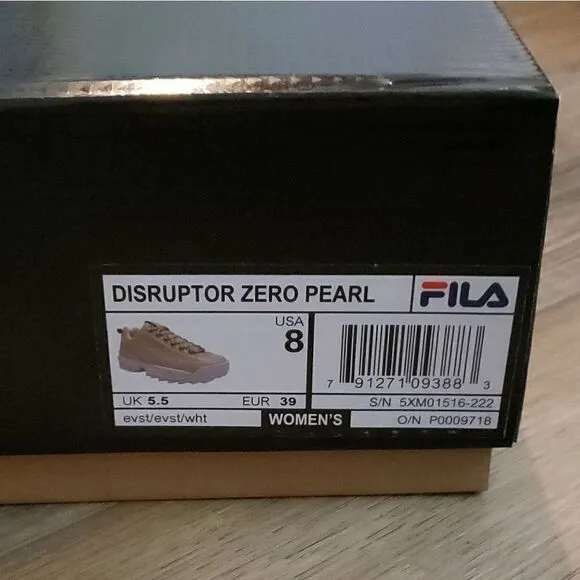 DISRUPTOR ZERO PEARL
FILA
USA
8
UK 5.5 EUR 39
evst/evst/wht
WOMEN'S
7 91271 09388 3
S/N 5XM01516-222
O/N P0009718